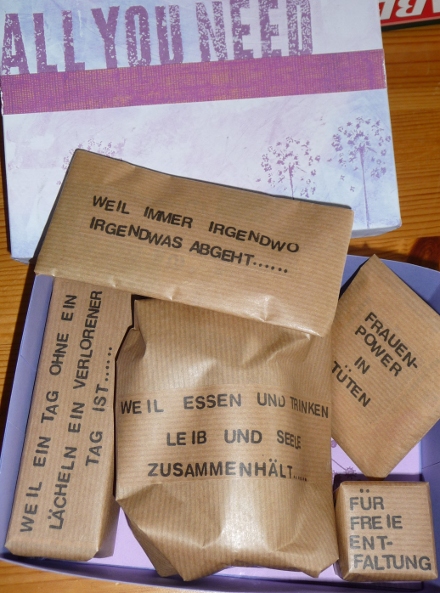 ALL YOU NEED
WEIL IMMER IRGENDWO
IRGENDWAS ABGEHT......
WEIL EIN TAG OHNE EIN
LÄCHELN EIN VERLORENER
TAG IST.....
WEIL ESSEN UND TRINKEN
LEIB UND SEELE
ZUSAMMENHÄLT.....
FRAUEN-
POWER
IN
TÜTEN
FÜR
FREIE
ENT-
FALTUNG